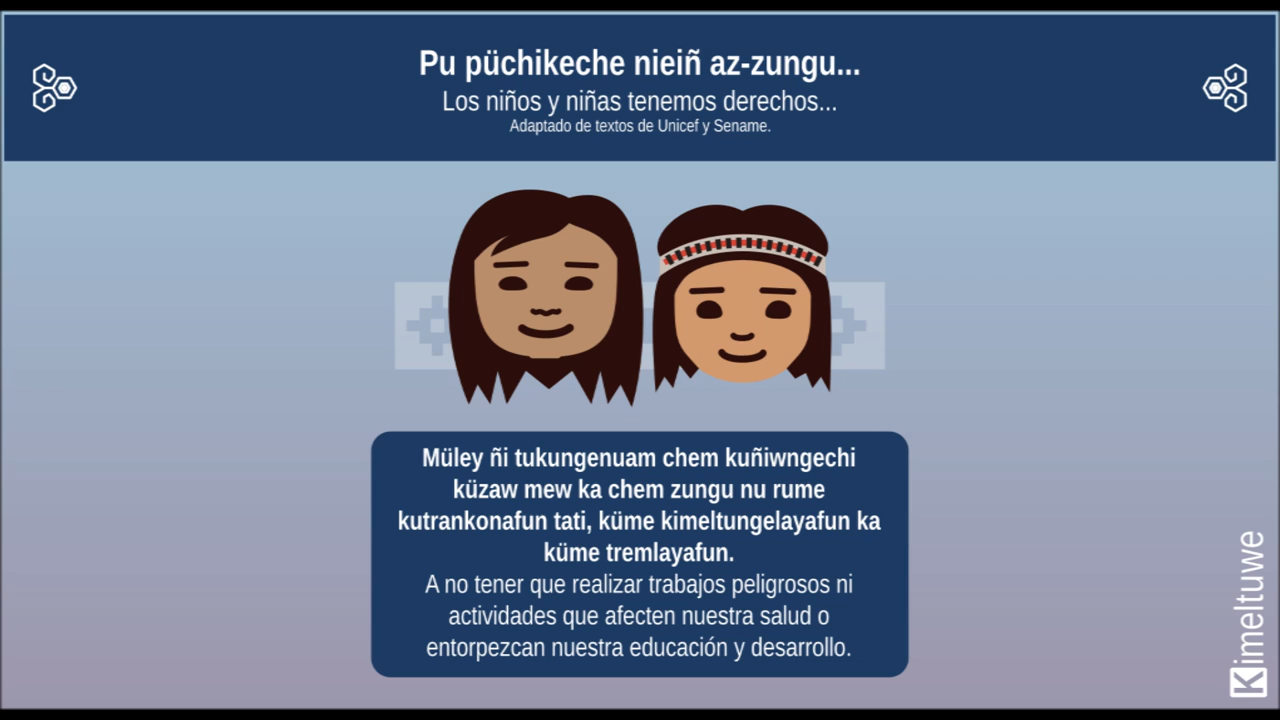 Pu püchikeche nieiñ az-zungu...
Los niños y niñas tenemos derechos...
Adaptado de textos de Unicef y Sename.
Müley ñi tukungenuam chem kuñiwngechi
küzaw mew ka chem zungu nu rume
kutrankonafun tati, küme kimeltungelayafun ka
küme tremlayafun.
A no tener que realizar trabajos peligrosos ni
actividades que afecten nuestra salud o
entorpezcan nuestra educación y desarrollo.
Kimeltuwe